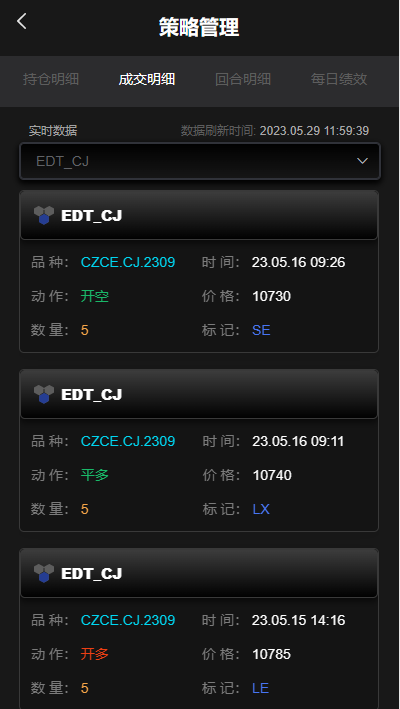 策略管理
持仓明细 成交明细 回合明细 每日绩效
实时数据 数据刷新时间: 2023.05.29 11:59:39
EDT_CJ
EDT_CJ
品 种： CZCE.CJ.2309 时 间： 23.05.16 09:26
动 作： 开空 价 格： 10730
数 量： 5 标 记： SE
EDT_CJ
品 种： CZCE.CJ.2309 时 间： 23.05.16 09:11
动 作： 平多 价 格： 10740
数 量： 5 标 记： LX
EDT_CJ
品 种： CZCE.CJ.2309 时 间： 23.05.15 14:16
动 作： 开多 价 格： 10785
数 量： 5 标 记： LE